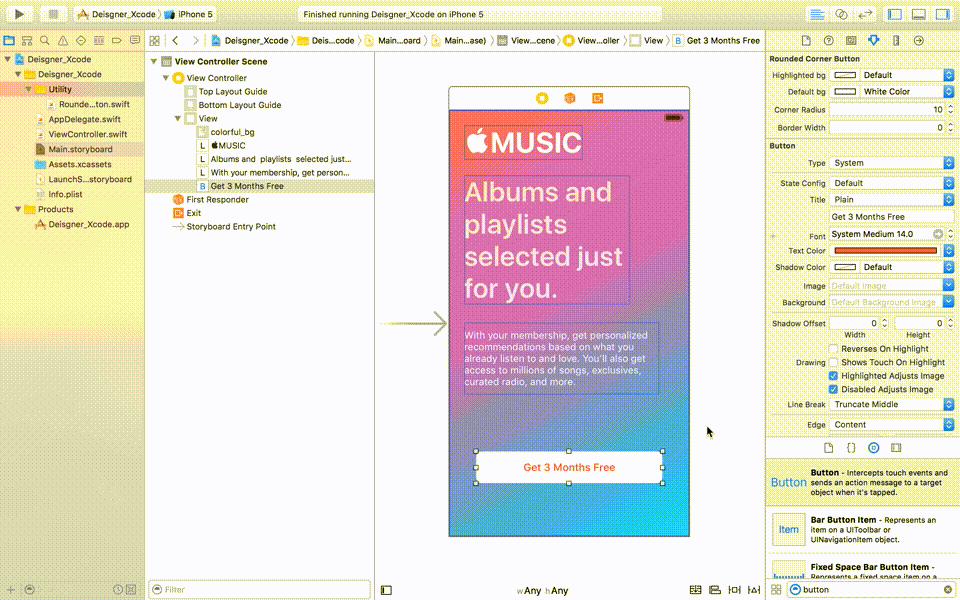 Deisgner_Xcode
iPhone 5
Finished running Deisgner_Xcode on iPhone 5
Deisgner_Xcode
Deis...code
Main...oard
Main...ase)
View...cene
View...oller
View
B Get 3 Months Free
Deisgner_Xcode
Deisgner_Xcode
Utility
Rounde...ton.swift
AppDelegate.swift
ViewController.swift
Main.storyboard
Assets.xcassets
LaunchS...storyboard
Info.plist
Products
Deisgner_Xcode.app
View Controller Scene
View Controller
Top Layout Guide
Bottom Layout Guide
View
colorful_bg
L MUSIC
L Albums and playlists selected just...
L With your membership, get person...
B Get 3 Months Free
First Responder
Exit
Storyboard Entry Point
Filter
MUSIC
Albums and
playlists
selected just
for you.
With your membership, get personalized
recommendations based on what you
already listen to and love. You'll also get
access to millions of songs, exclusives,
curated radio, and more.
Get 3 Months Free
wAny hAny
Rounded Corner Button
Highlighted bg Default
Default bg White Color
Corner Radius 10
Border Width 0
Button
Type System
State Config Default
Title Plain
Get 3 Months Free
Font System Medium 14.0
Text Color
Shadow Color Default
Image Default Image
Background Default Background Image
Shadow Offset 0 0
Width Height
Reverses On Highlight
Drawing Shows Touch On Highlight
Highlighted Adjusts Image
Disabled Adjusts Image
Line Break Truncate Middle
Edge Content
Button
Button - Intercepts touch events and
sends an action message to a target
object when it's tapped.
Item
Bar Button Item - Represents an
item on a UIToolbar or
UINavigationItem object.
Fixed Space Bar Button Item -
Represents a fixed space item on a
button